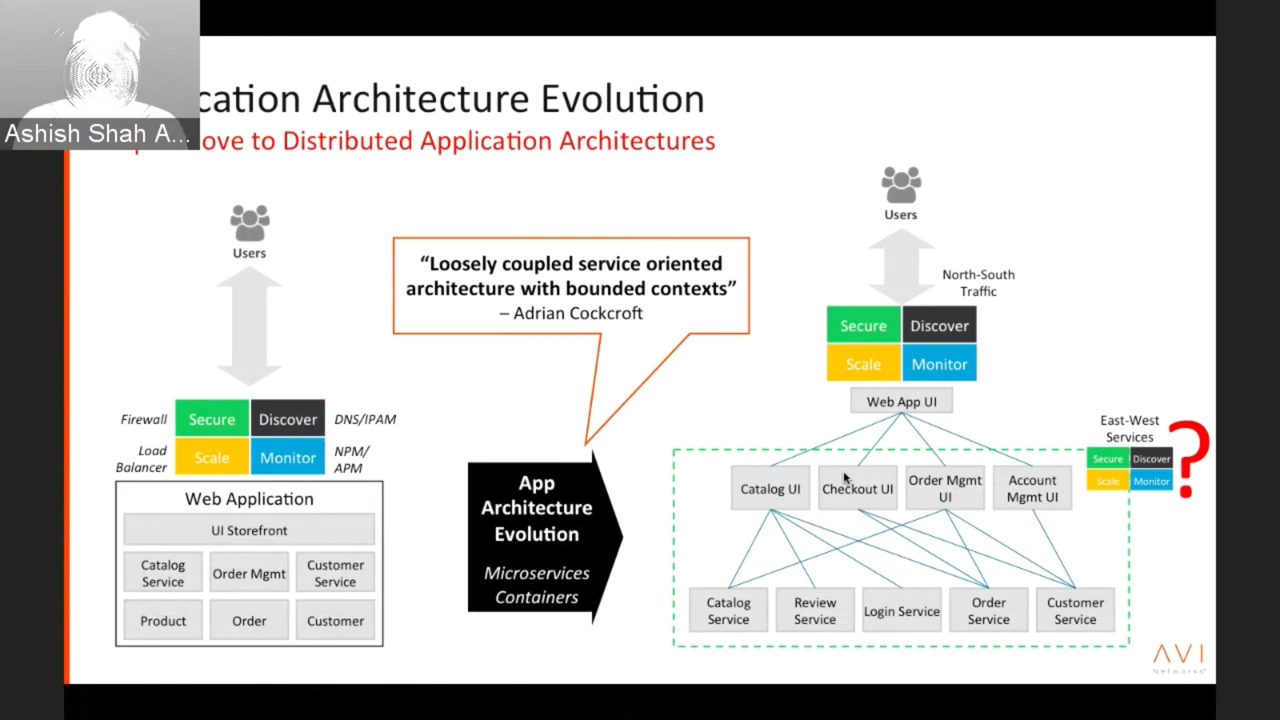 Ashish Shah A...
cation Architecture Evolution
ove to Distributed Application Architectures
Users
Firewall
Secure
Discover
DNS/IPAM
Load
Balancer
Scale
Monitor
NPM/
APM
Web Application
UI Storefront
Catalog
Service
Order Mgmt
Customer
Service
Product
Order
Customer
“Loosely coupled service oriented
architecture with bounded contexts”
– Adrian Cockcroft
App
Architecture
Evolution
Microservices
Containers
Users
North-South
Traffic
Secure
Discover
Scale
Monitor
Web App UI
East-West
Services
Secure
Discover
Scale
Monitor
?
Catalog UI
Checkout UI
Order Mgmt
UI
Account
Mgmt UI
Catalog
Service
Review
Service
Login Service
Order
Service
Customer
Service
AVI
Networks